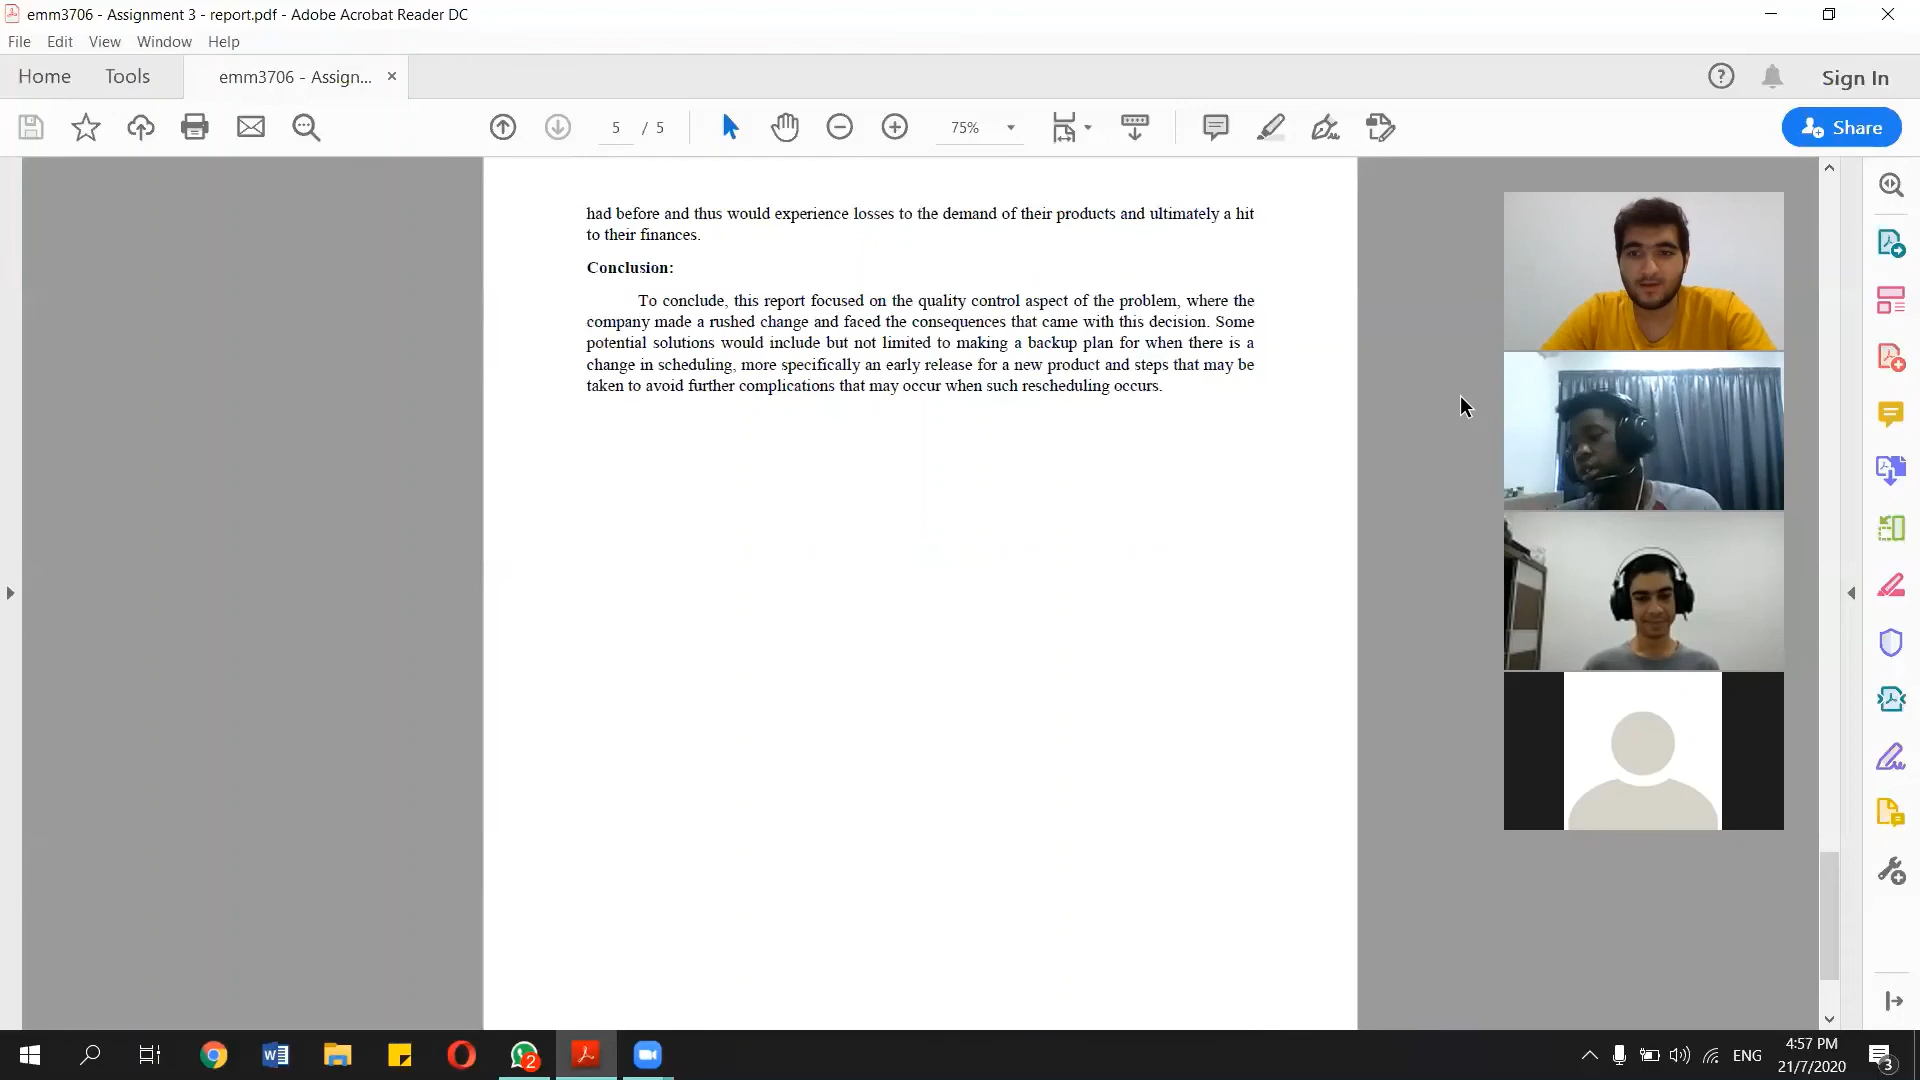 emm3706 - Assignment 3 - report.pdf - Adobe Acrobat Reader DC
File Edit View Window Help
Home Tools emm3706 - Assign... Sign In
5 / 5 75% Share
had before and thus would experience losses to the demand of their products and ultimately a hit
to their finances.
Conclusion:
To conclude, this report focused on the quality control aspect of the problem, where the
company made a rushed change and faced the consequences that came with this decision. Some
potential solutions would include but not limited to making a backup plan for when there is a
change in scheduling, more specifically an early release for a new product and steps that may be
taken to avoid further complications that may occur when such rescheduling occurs.
2
ENG
4:57 PM
21/7/2020
3